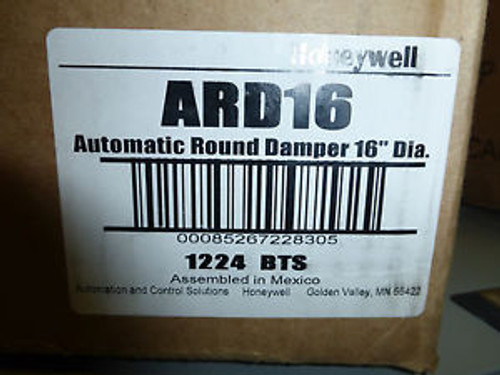 Honeywell
ARD16
Automatic Round Damper 16" Dia.
00085267228305
1224 BTS
Assembled in Mexico
Automation and Control Solutions Honeywell Golden Valley, MN 55422